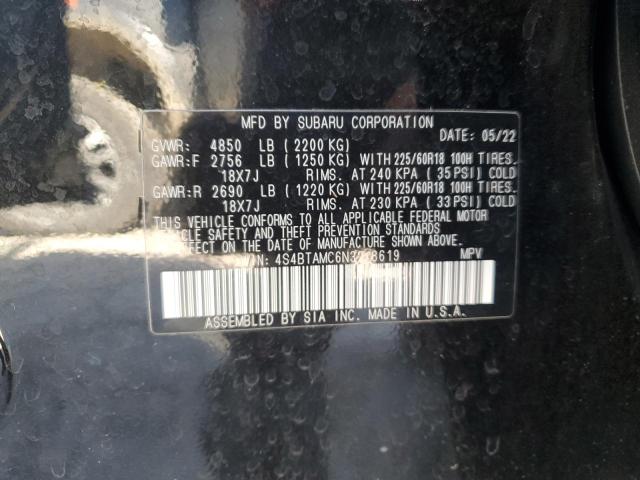 MFD BY SUBARU CORPORATION
DATE: 05/22
GVWR: 4850 LB (2200 KG)
GAWR:F 2756 LB (1250 KG) WITH 225/60R18 100H TIRES.
18X7J RIMS. AT 240 KPA (35 PSI) COLD
GAWR:R 2690 LB (1220 KG) WITH 225/60R18 100H TIRES.
18X7J RIMS. AT 230 KPA (33 PSI) COLD
THIS VEHICLE CONFORMS TO ALL APPLICABLE FEDERAL MOTOR
VEHICLE SAFETY, THEFT PREVENTION STANDARDS IN
EFFECT ON THE DATE OF MANUFACTURE SHOWN ABOVE.
MPV
ASSEMBLED BY SIA INC. MADE IN U.S.A.